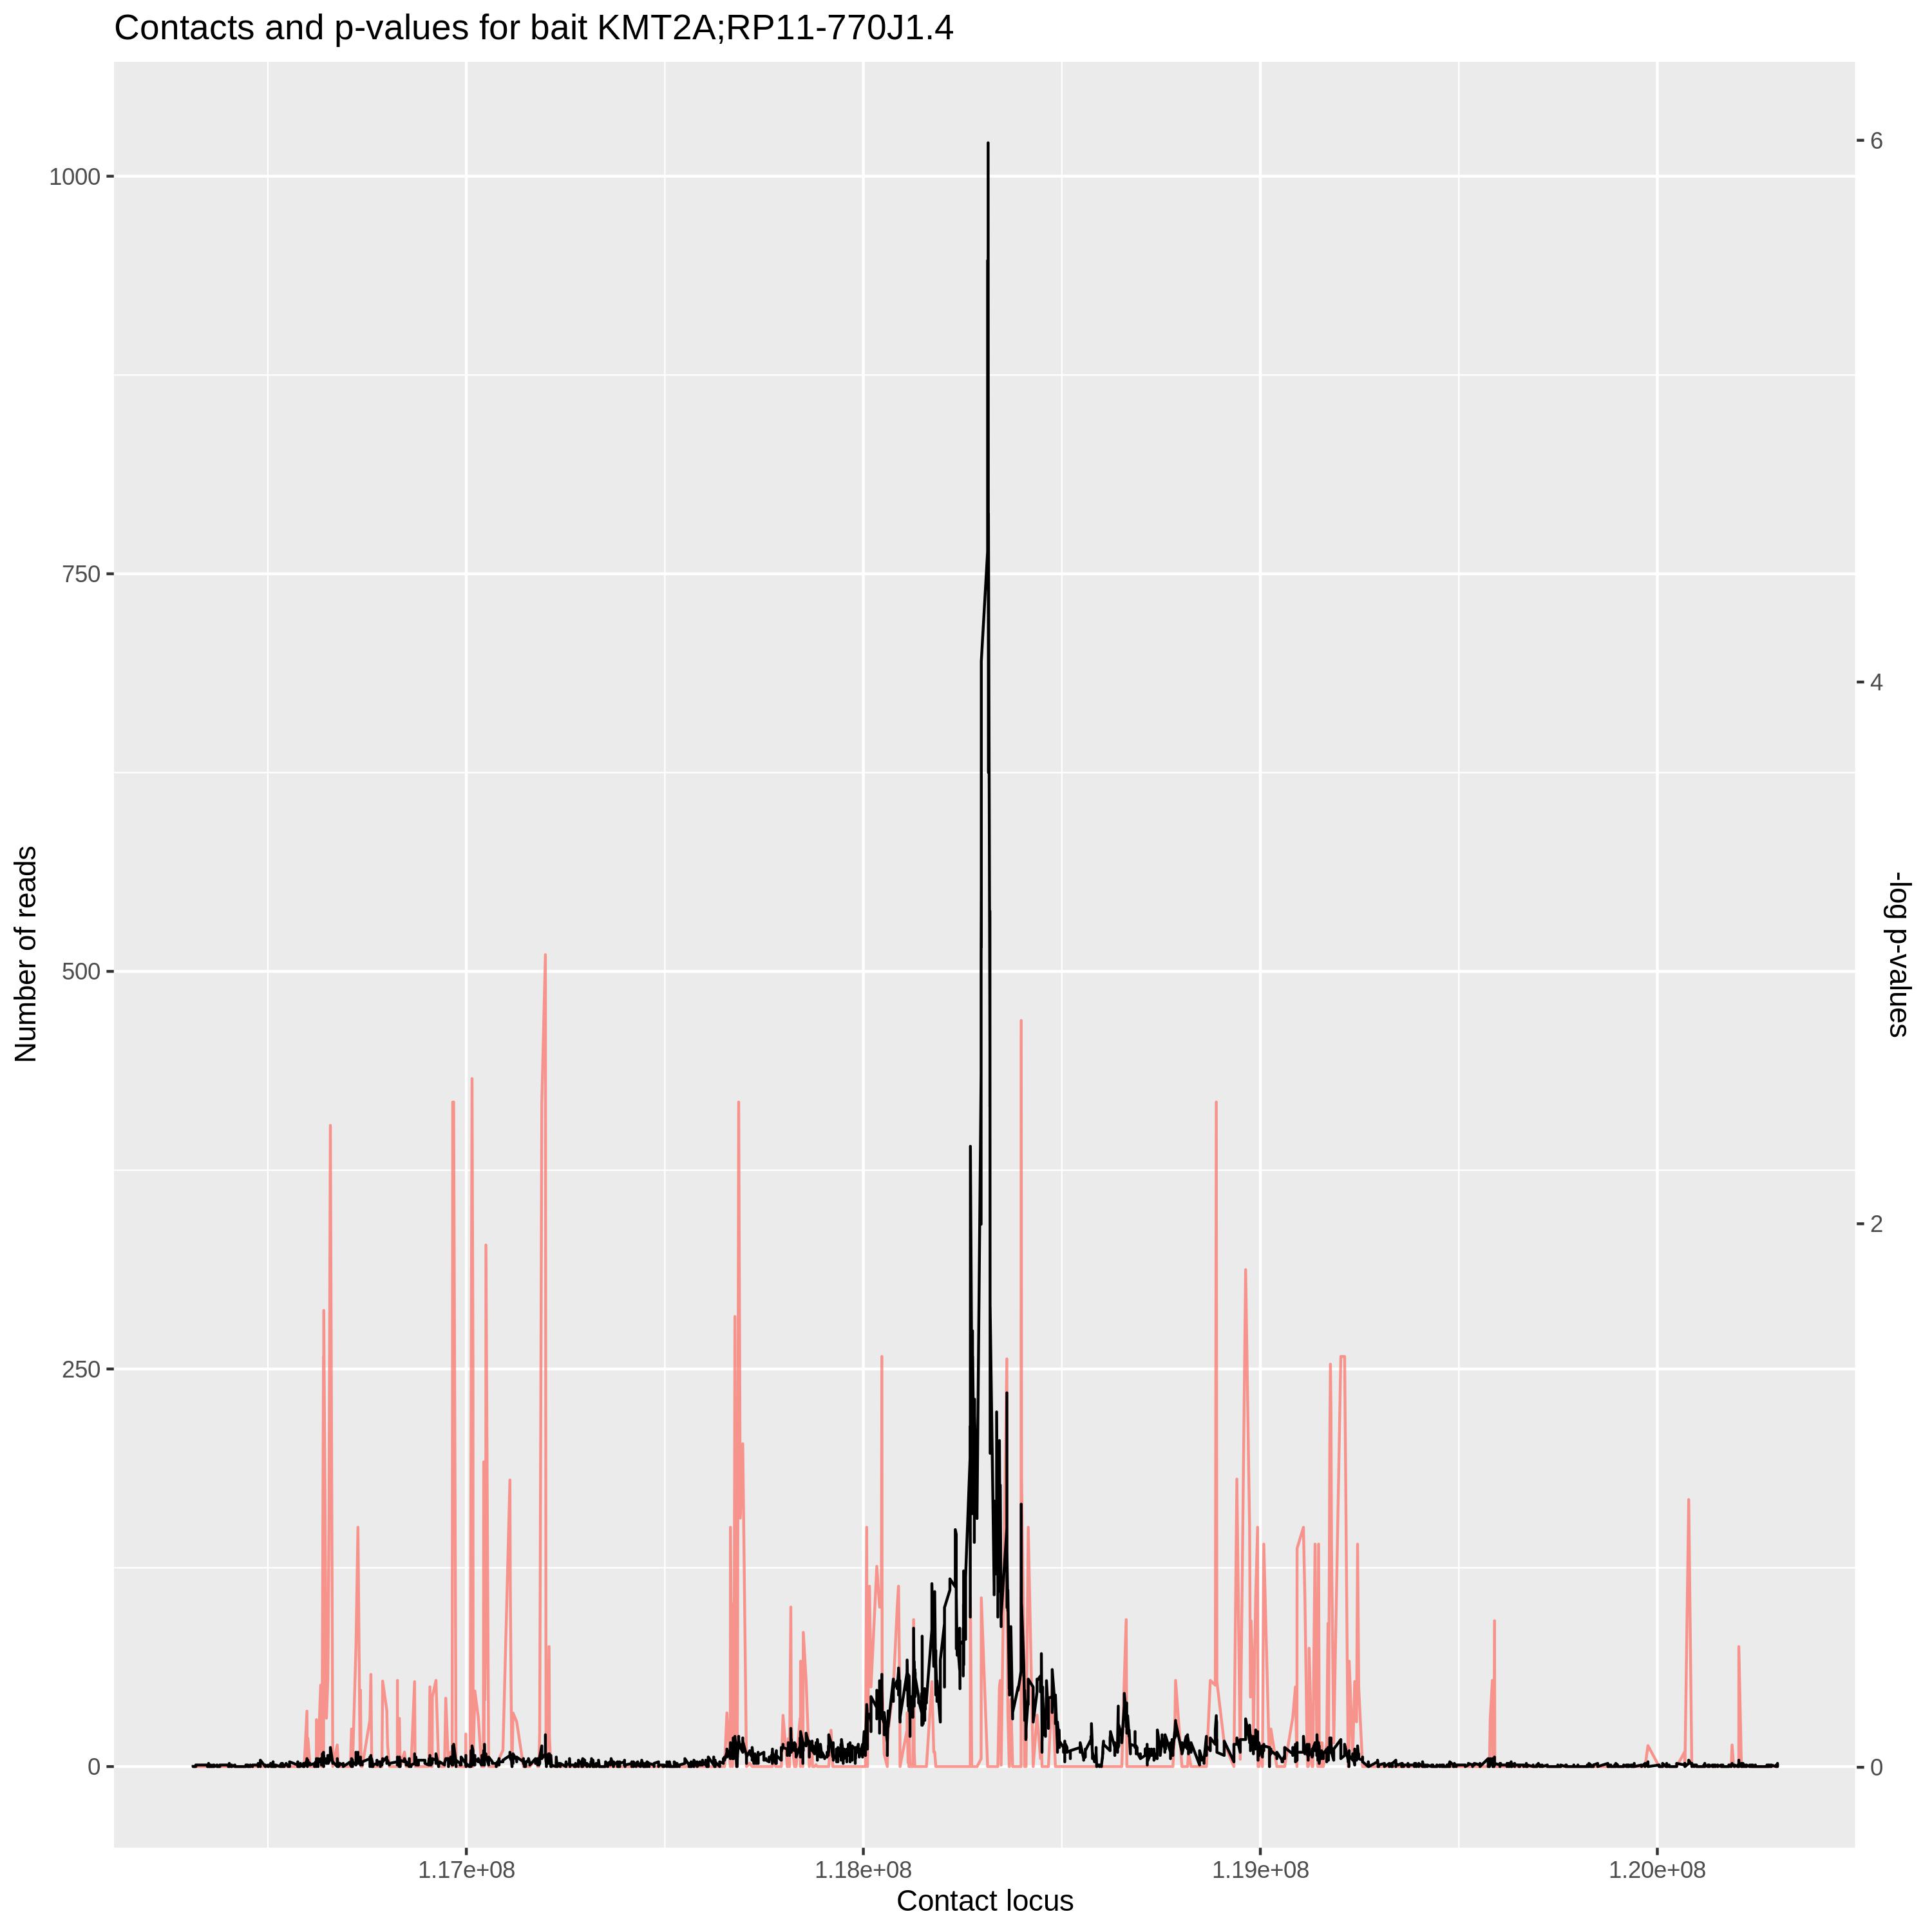 Contacts and p-values for bait KMT2A;RP11-770J1.4
1000
750
500
250
0
Number of reads
6
4
2
0
-log p-values
1.17e+08
1.18e+08
1.19e+08
1.20e+08
Contact locus